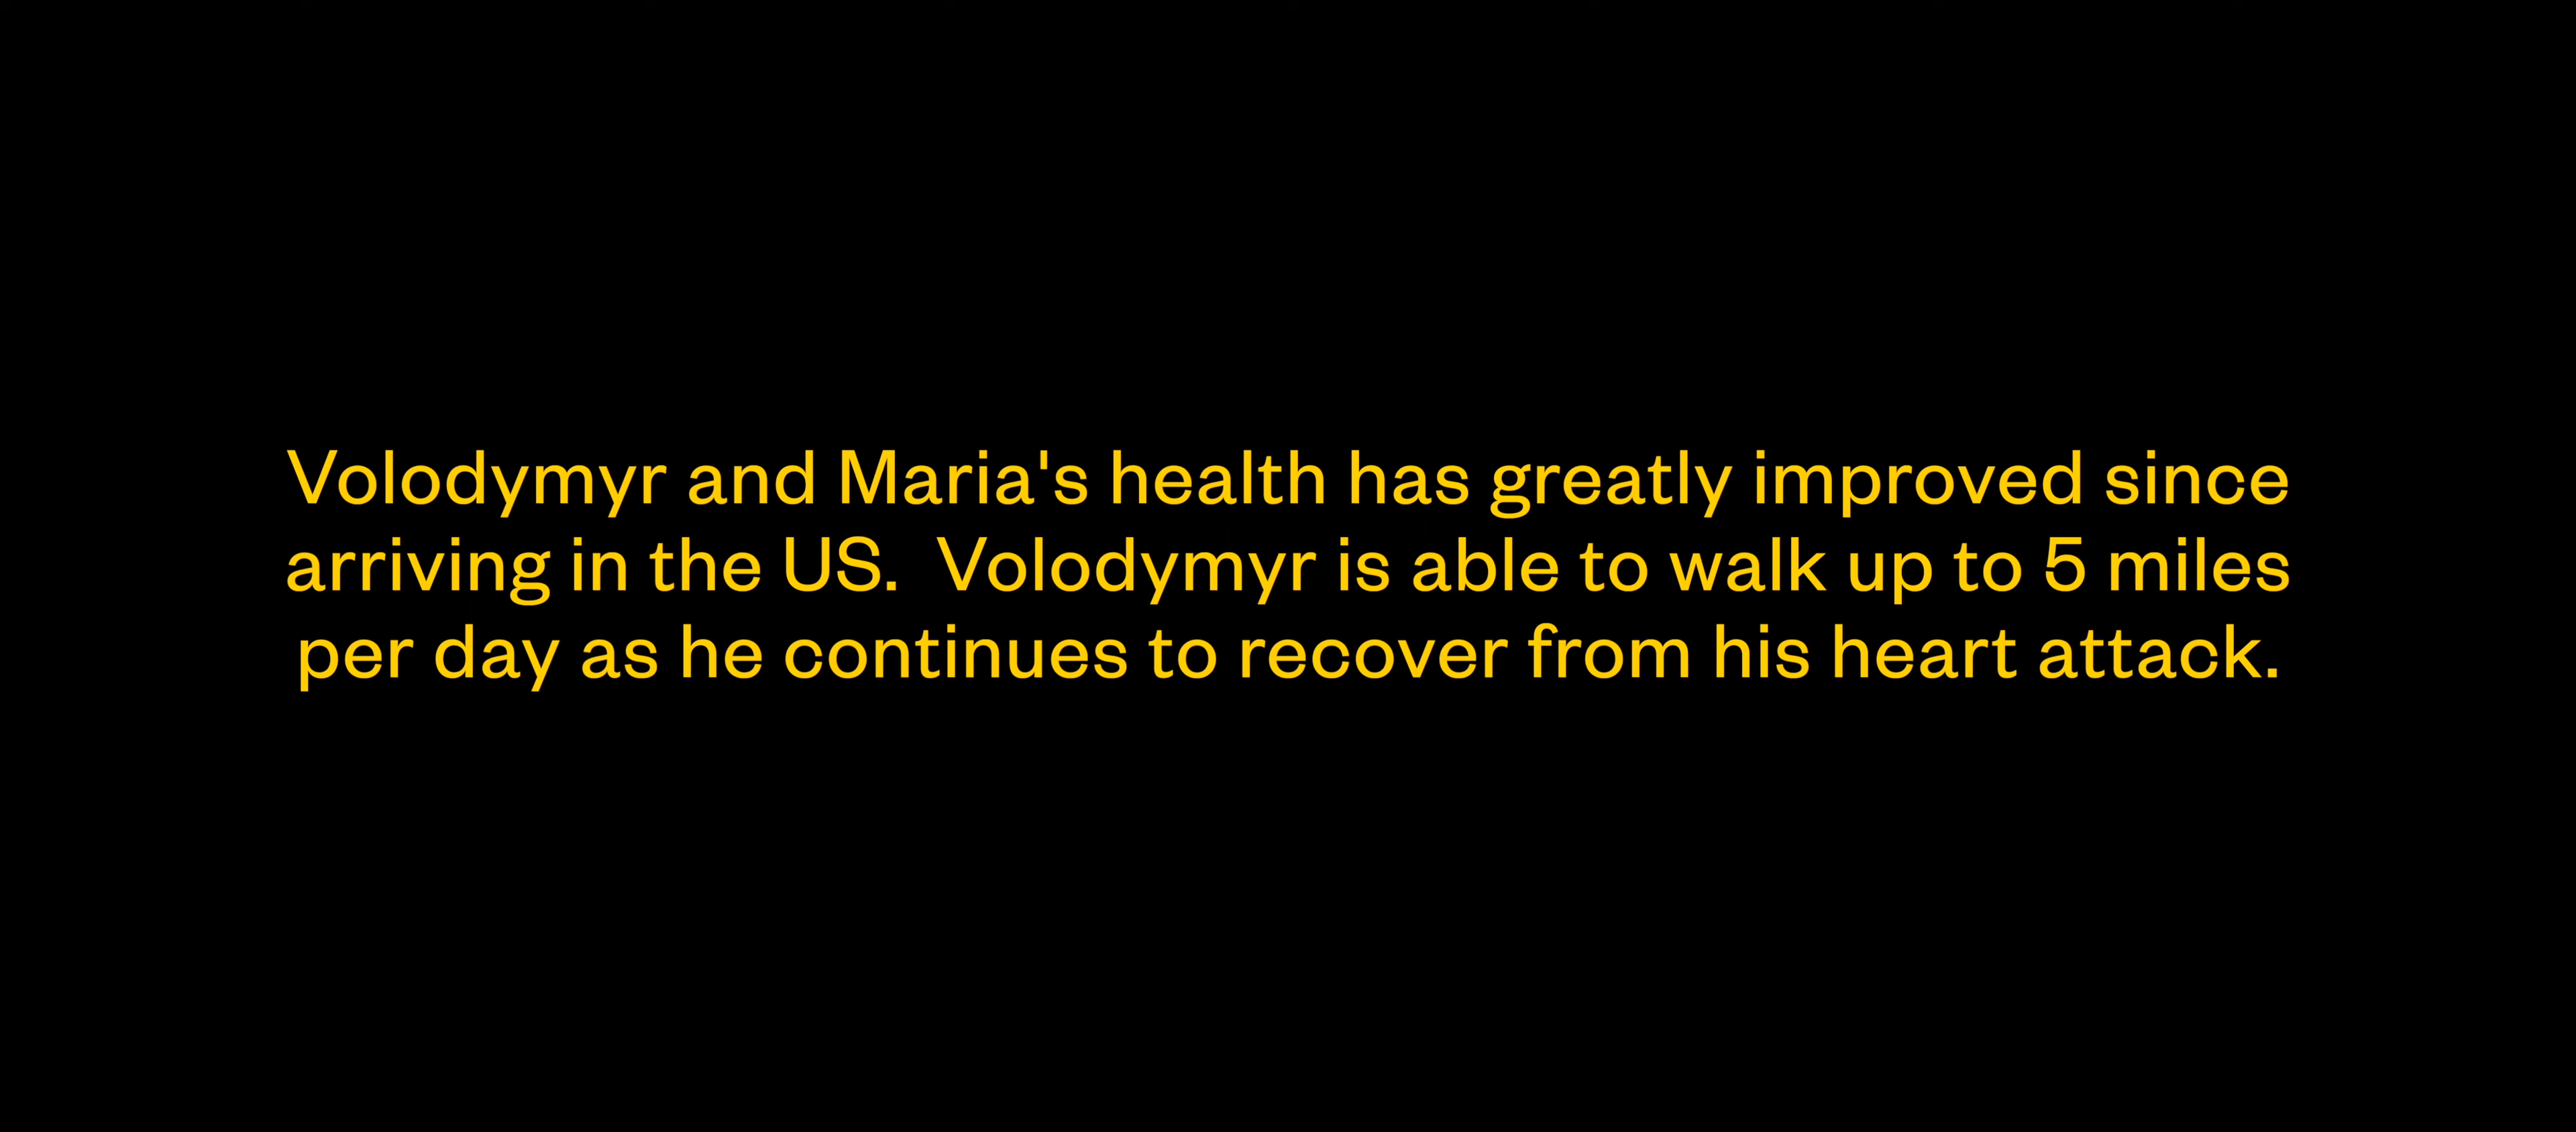 Volodymyr and Maria's health has greatly improved since
arriving in the US.  Volodymyr is able to walk up to 5 miles
per day as he continues to recover from his heart attack.